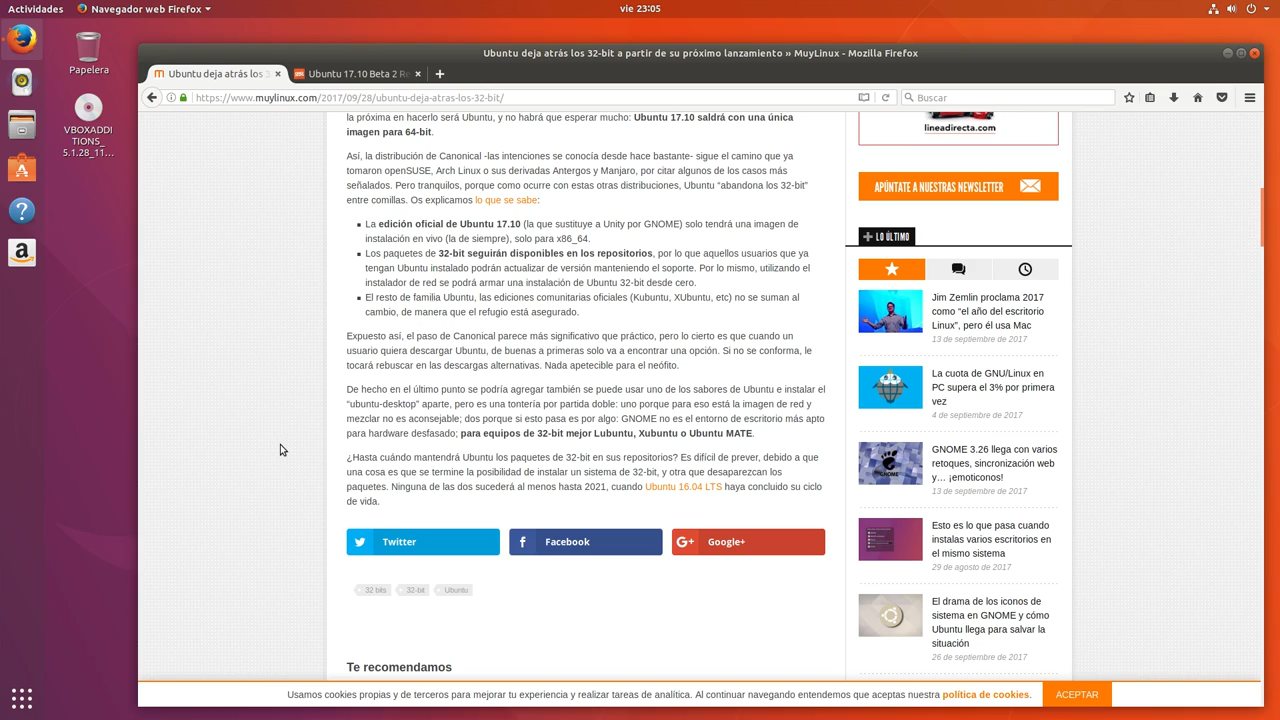 Actividades
Navegador web Firefox
vie 23:05
Papelera
VBOXADDI
TIONS_
5.1.28_11…
Ubuntu deja atrás los 32-bit a partir de su próximo lanzamiento » MuyLinux - Mozilla Firefox
Ubuntu deja atrás los 3
Ubuntu 17.10 Beta 2 Re
https://www.muylinux.com/2017/09/28/ubuntu-deja-atras-los-32-bit/
Buscar
la próxima en hacerlo será Ubuntu, y no habrá que esperar mucho: Ubuntu 17.10 saldrá con una única
imagen para 64-bit.
Así, la distribución de Canonical -las intenciones se conocía desde hace bastante- sigue el camino que ya
tomaron openSUSE, Arch Linux o sus derivadas Antergos y Manjaro, por citar algunos de los casos más
señalados. Pero tranquilos, porque como ocurre con estas otras distribuciones, Ubuntu “abandona los 32-bit”
entre comillas. Os explicamos lo que se sabe:
La edición oficial de Ubuntu 17.10 (la que sustituye a Unity por GNOME) solo tendrá una imagen de
instalación en vivo (la de siempre), solo para x86_64.
Los paquetes de 32-bit seguirán disponibles en los repositorios, por lo que aquellos usuarios que ya
tengan Ubuntu instalado podrán actualizar de versión manteniendo el soporte. Por lo mismo, utilizando el
instalador de red se podrá armar una instalación de Ubuntu 32-bit desde cero.
El resto de familia Ubuntu, las ediciones comunitarias oficiales (Kubuntu, XUbuntu, etc) no se suman al
cambio, de manera que el refugio está asegurado.
Expuesto así, el paso de Canonical parece más significativo que práctico, pero lo cierto es que cuando un
usuario quiera descargar Ubuntu, de buenas a primeras solo va a encontrar una opción. Si no se conforma, le
tocará rebuscar en las descargas alternativas. Nada apetecible para el neófito.
De hecho en el último punto se podría agregar también se puede usar uno de los sabores de Ubuntu e instalar el
“ubuntu-desktop” aparte, pero es una tontería por partida doble: uno porque para eso está la imagen de red y
mezclar no es aconsejable; dos porque si esto pasa es por algo: GNOME no es el entorno de escritorio más apto
para hardware desfasado; para equipos de 32-bit mejor Lubuntu, Xubuntu o Ubuntu MATE.
¿Hasta cuándo mantendrá Ubuntu los paquetes de 32-bit en sus repositorios? Es difícil de prever, debido a que
una cosa es que se termine la posibilidad de instalar un sistema de 32-bit, y otra que desaparezcan los
paquetes. Ninguna de las dos sucederá al menos hasta 2021, cuando Ubuntu 16.04 LTS haya concluido su ciclo
de vida.
Twitter
Facebook
Google+
32 bits
32-bit
Ubuntu
Te recomendamos
lineadirecta.com
APÚNTATE A NUESTRAS NEWSLETTER
LO ÚLTIMO
Jim Zemlin proclama 2017
como “el año del escritorio
Linux”, pero él usa Mac
13 de septiembre de 2017
La cuota de GNU/Linux en
PC supera el 3% por primera
vez
4 de septiembre de 2017
GNOME
GNOME 3.26 llega con varios
retoques, sincronización web
y… ¡emoticonos!
13 de septiembre de 2017
Esto es lo que pasa cuando
instalas varios escritorios en
el mismo sistema
29 de agosto de 2017
El drama de los iconos de
sistema en GNOME y cómo
Ubuntu llega para salvar la
situación
26 de septiembre de 2017
Usamos cookies propias y de terceros para mejorar tu experiencia y realizar tareas de analítica. Al continuar navegando entendemos que aceptas nuestra política de cookies.
ACEPTAR